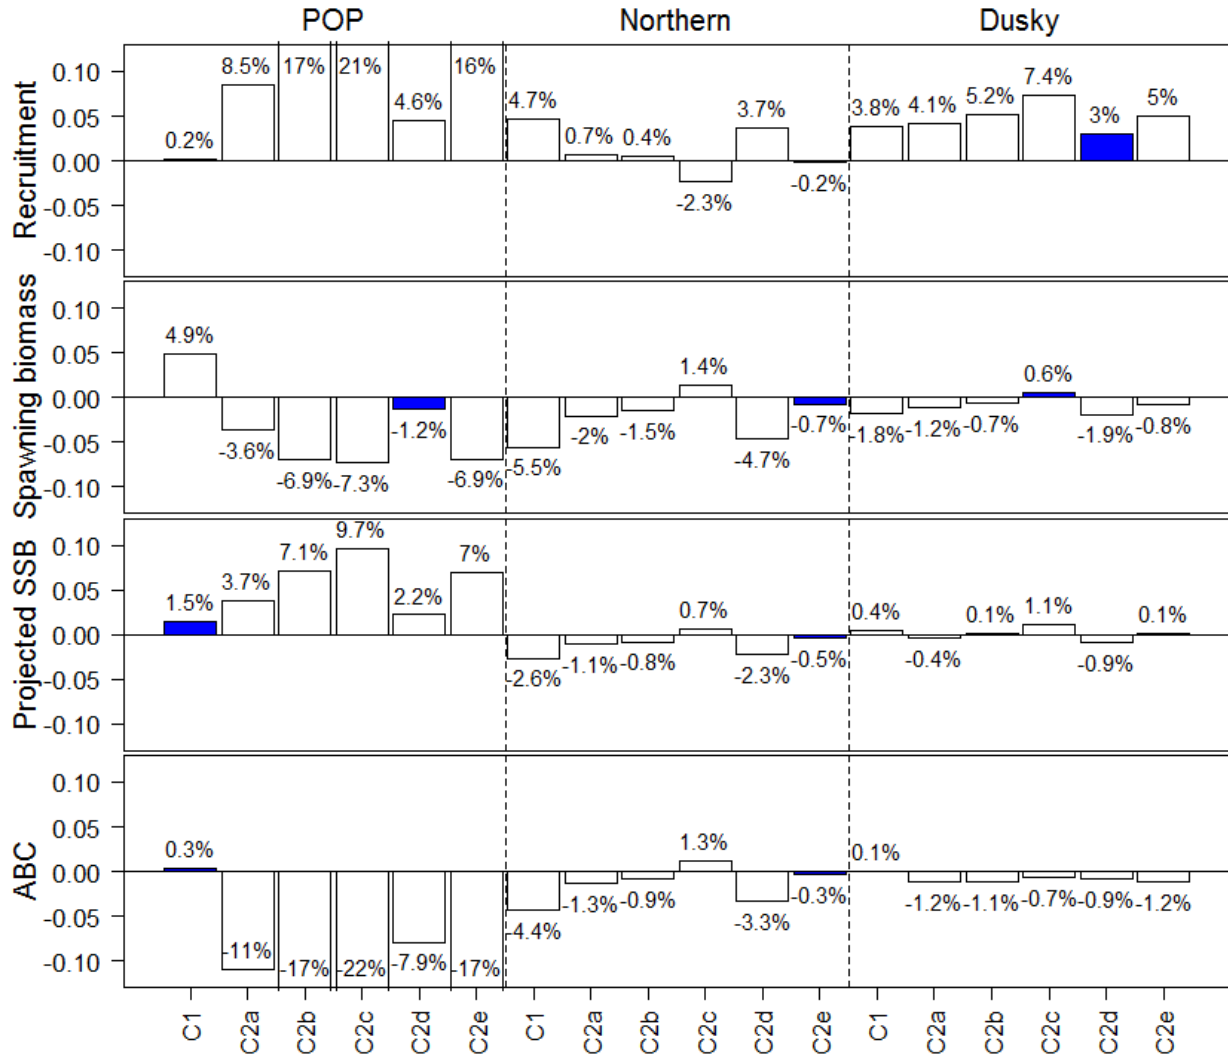 POP Northern Dusky
Recruitment
0.10
0.05
0.00
-0.05
-0.10
0.2% 8.5% 17% 21% 4.6% 16% 4.7% 0.7% 0.4% -2.3% 3.7% -0.2% 3.8% 4.1% 5.2% 7.4% 3% 5%
Spawning biomass
0.10
0.05
0.00
-0.05
-0.10
4.9% -3.6% -6.9% -7.3% -1.2% -6.9% -5.5% -2% -1.5% 1.4% -4.7% -0.7% -1.8% -1.2% -0.7% 0.6% -1.9% -0.8%
Projected SSB
0.10
0.05
0.00
-0.05
-0.10
1.5% 3.7% 7.1% 9.7% 2.2% 7% -2.6% -1.1% -0.8% 0.7% -2.3% -0.5% 0.4% -0.4% 0.1% 1.1% -0.9% 0.1%
ABC
0.10
0.05
0.00
-0.05
-0.10
0.3% -11% -17% -22% -7.9% -17% -4.4% -1.3% -0.9% 1.3% -3.3% -0.3% 0.1% -1.2% -1.1% -0.7% -0.9% -1.2%
C1 C2a C2b C2c C2d C2e C1 C2a C2b C2c C2d C2e C1 C2a C2b C2c C2d C2e